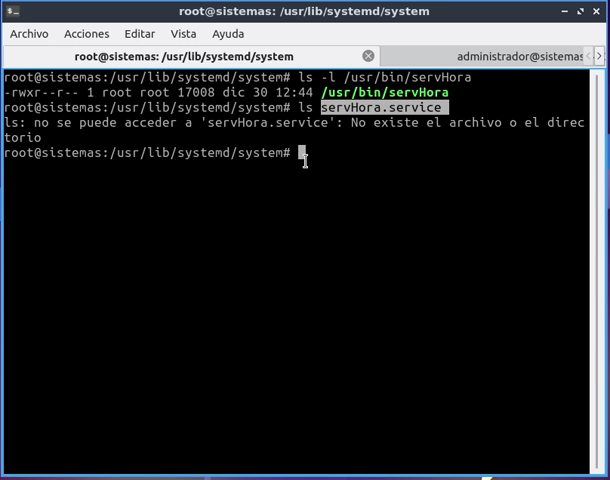 root@sistemas: /usr/lib/systemd/system
Archivo Acciones Editar Vista Ayuda
root@sistemas: /usr/lib/systemd/system administrador@sistemas:
root@sistemas:/usr/lib/systemd/system# ls -l /usr/bin/servHora
-rwxr--r-- 1 root root 17008 dic 30 12:44 /usr/bin/servHora
root@sistemas:/usr/lib/systemd/system# ls servHora.service
ls: no se puede acceder a 'servHora.service': No existe el archivo o el direc
torio
root@sistemas:/usr/lib/systemd/system#